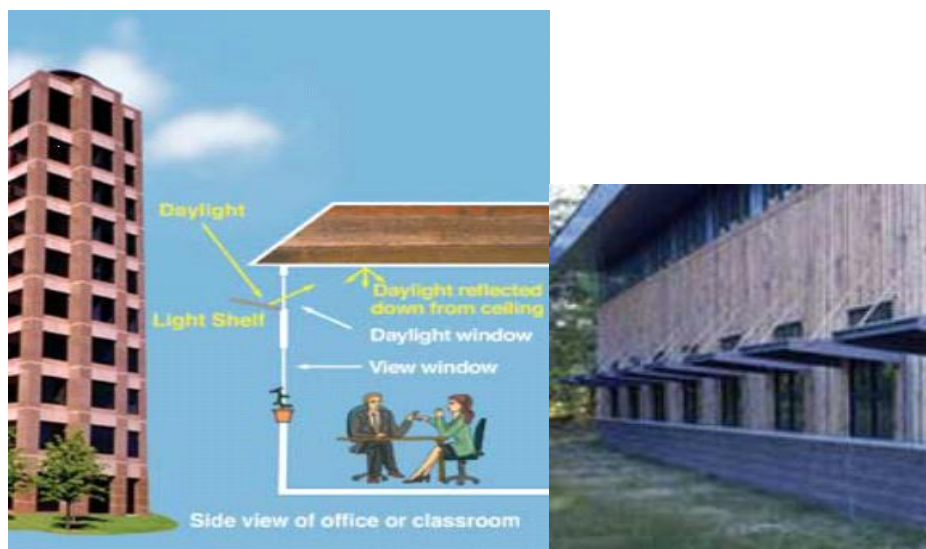 Daylight
Daylight reflected
down from ceiling
Light Shelf
Daylight window
View window
Side view of office or classroom